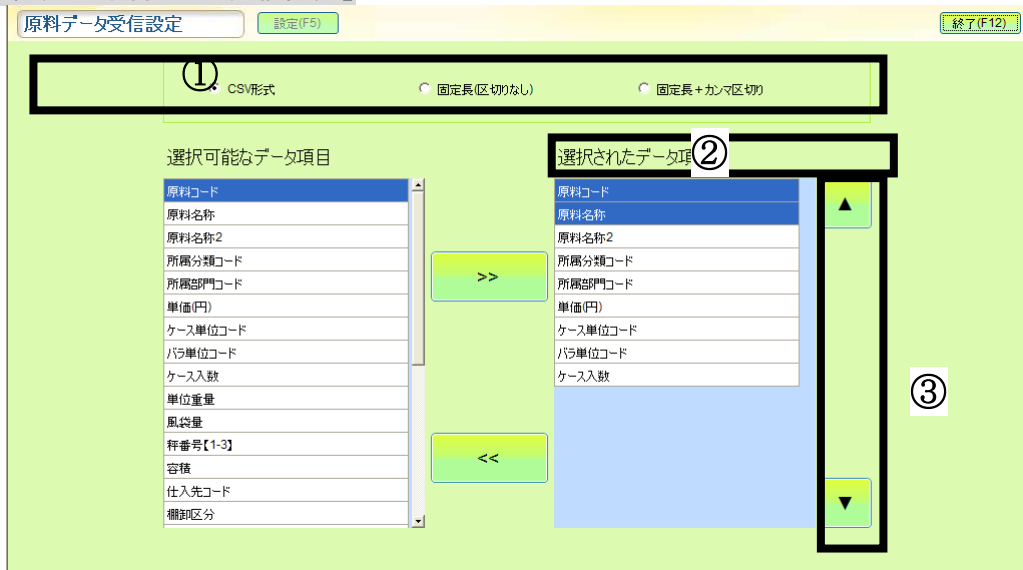 原料データ受信設定 設定(F5) 終了(F12)
① CSV形式 固定長(区切りなし) 固定長+カンマ区切り
選択可能なデータ項目
原料コード
原料名称
原料名称2
所属分類コード
所属部門コード
単価(円)
ケース単位コード
バラ単位コード
ケース入数
単位重量
風袋量
秤番号【1-3】
容積
仕入先コード
棚卸区分
>>
<<
選択されたデータ項 ②
原料コード
原料名称
原料名称2
所属分類コード
所属部門コード
単価(円)
ケース単位コード
バラ単位コード
ケース入数
▲
▼
③